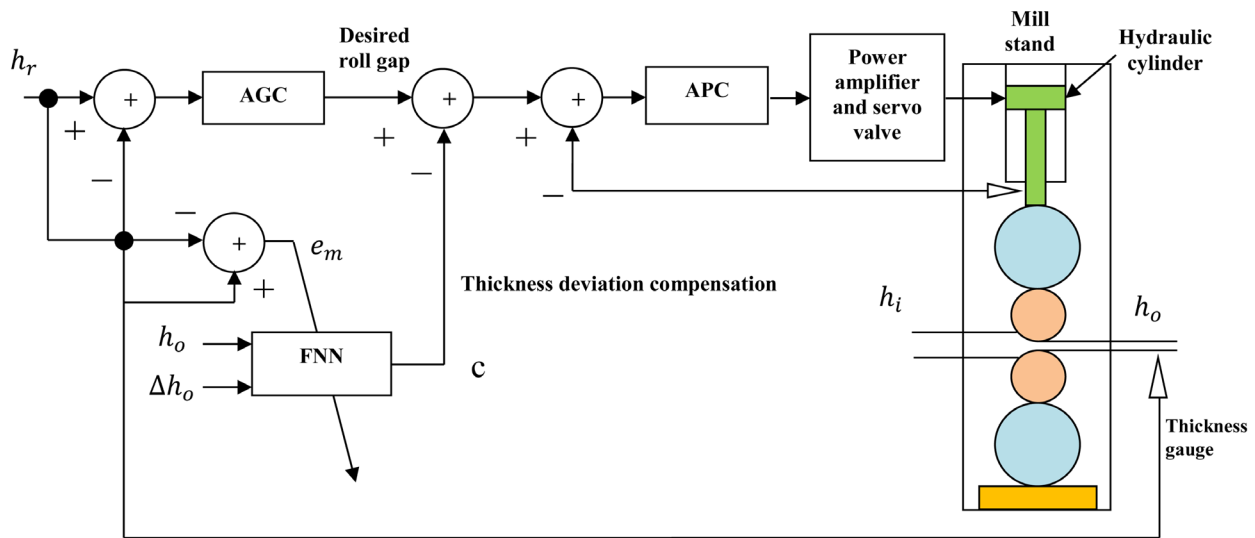 Mill
stand
Desired
roll gap
Hydraulic
cylinder
Power
amplifier
and servo
valve
h_r
+
AGC
+
+
APC
+
+
+
−
−
−
−
+
e_m
+
Thickness deviation compensation
h_i
h_o
h_o
FNN
c
Δh_o
Thickness
gauge